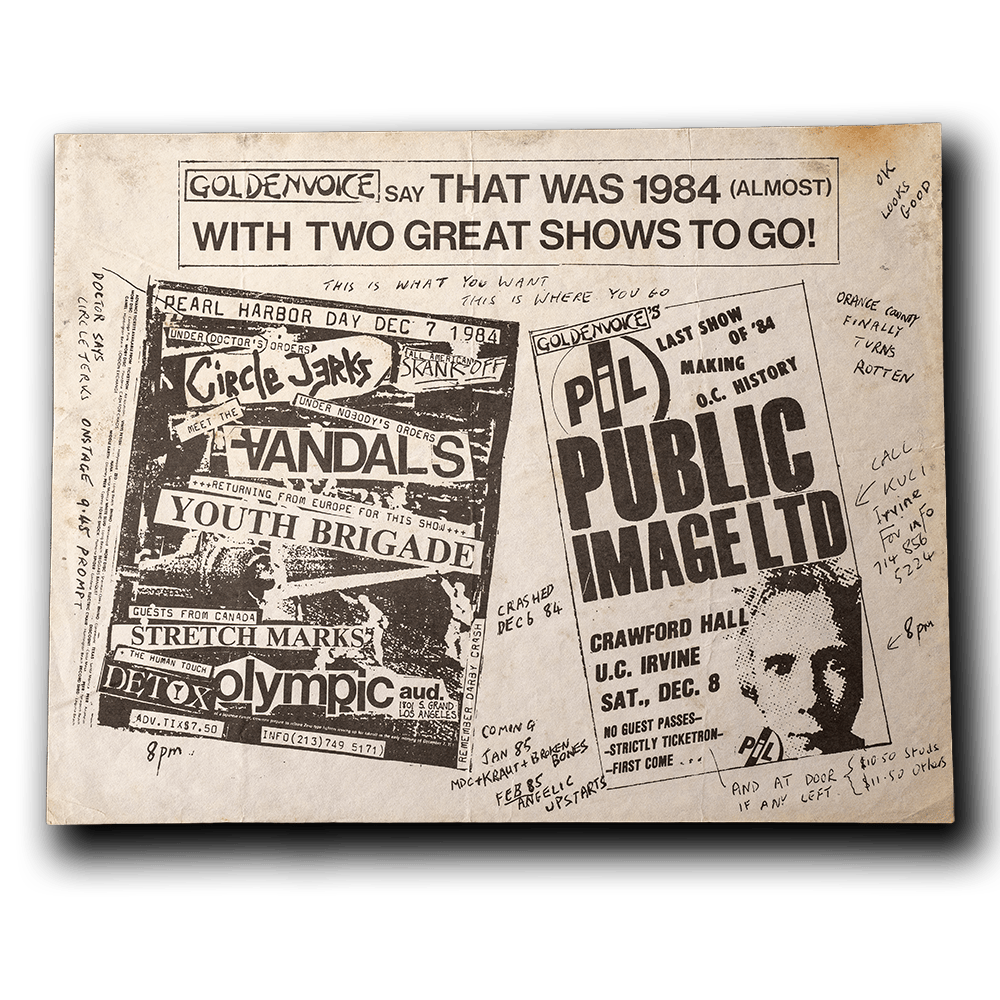 GOLDENVOICE SAY THAT WAS 1984 (ALMOST)
WITH TWO GREAT SHOWS TO GO!
OK
LOOKS
GOOD
THIS IS WHAT YOU WANT
THIS IS WHERE YOU GO
DOCTOR SAYS
CIRCLE JERKS ONSTAGE 9.45 PROMPT
PEARL HARBOR DAY DEC 7 1984
UNDER (DOCTOR'S) ORDERS
CIRCLE JERKS
(ALL AMERICAN)
SKANK-OFF
MEET THE
UNDER NOBODY'S ORDERS
VANDALS
+++RETURNING FROM EUROPE FOR THIS SHOW+++
YOUTH BRIGADE
GUESTS FROM CANADA
STRETCH MARKS
+ THE HUMAN TOUCH
DETOX
olympic aud.
1801 S. GRAND
LOS ANGELES
ADV.TIX$7.50
INFO(213)749 5171)
(REMEMBER DARBY CRASH
8pm
CRASHED
DEC 6 84
COMING
JAN 85
MDC+KRAUT+BROKEN
BONES
FEB 85
ANGELIC
UPSTARTS
GOLDENVOICE'S
LAST SHOW
OF '84
MAKING
O.C. HISTORY
PiL
PUBLIC
IMAGE LTD
CRAWFORD HALL
U.C. IRVINE
SAT., DEC. 8
NO GUEST PASSES–
–STRICTLY TICKETRON–
–FIRST COME . . .
PiL
ORANGE COUNTY
FINALLY
TURNS
ROTTEN
CALL
KUCI
Irvine
For info
714 856
5224
8pm
AND AT DOOR
IF ANY LEFT.
$10.50 Studs
$11.50 Others